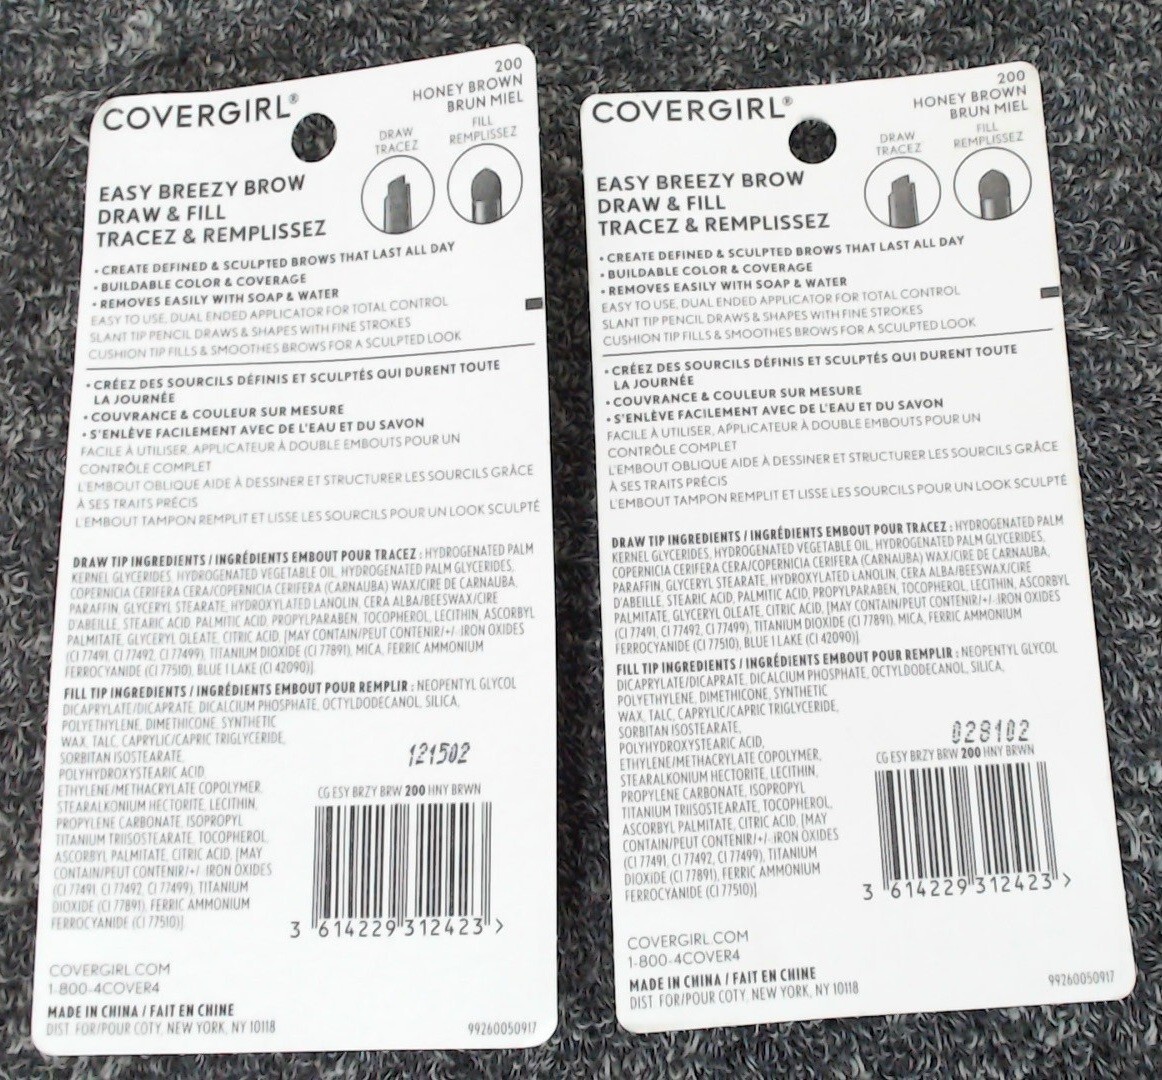 COVERGIRL®
200
HONEY BROWN
BRUN MIEL
DRAW
TRACEZ
FILL
REMPLISSEZ
EASY BREEZY BROW
DRAW & FILL
TRACEZ & REMPLISSEZ
• CREATE DEFINED & SCULPTED BROWS THAT LAST ALL DAY
• BUILDABLE COLOR & COVERAGE
• REMOVES EASILY WITH SOAP & WATER
EASY TO USE, DUAL ENDED APPLICATOR FOR TOTAL CONTROL
SLANT TIP PENCIL DRAWS & SHAPES WITH FINE STROKES
CUSHION TIP FILLS & SMOOTHES BROWS FOR A SCULPTED LOOK
• CRÉEZ DES SOURCILS DÉFINIS ET SCULPTÉS QUI DURENT TOUTE
LA JOURNÉE
• COUVRANCE & COULEUR SUR MESURE
• S'ENLÈVE FACILEMENT AVEC DE L'EAU ET DU SAVON
FACILE À UTILISER, APPLICATEUR À DOUBLE EMBOUTS POUR UN
CONTRÔLE COMPLET
L'EMBOUT OBLIQUE AIDE À DESSINER ET STRUCTURER LES SOURCILS GRÂCE
À SES TRAITS PRÉCIS
L'EMBOUT TAMPON REMPLIT ET LISSE LES SOURCILS POUR UN LOOK SCULPTÉ
DRAW TIP INGREDIENTS / INGRÉDIENTS EMBOUT POUR TRACEZ : HYDROGENATED PALM
KERNEL GLYCERIDES, HYDROGENATED VEGETABLE OIL, HYDROGENATED PALM GLYCERIDES,
COPERNICIA CERIFERA CERA/COPERNICIA CERIFERA (CARNAUBA) WAX/CIRE DE CARNAUBA,
PARAFFIN, GLYCERYL STEARATE, HYDROXYLATED LANOLIN, CERA ALBA/BEESWAX/CIRE
D'ABEILLE, STEARIC ACID, PALMITIC ACID, PROPYLPARABEN, TOCOPHEROL, LECITHIN, ASCORBYL
PALMITATE, GLYCERYL OLEATE, CITRIC ACID, [MAY CONTAIN/PEUT CONTENIR/+/- IRON OXIDES
(CI 77491, CI 77492, CI 77499), TITANIUM DIOXIDE (CI 77891), MICA, FERRIC AMMONIUM
FERROCYANIDE (CI 77510), BLUE 1 LAKE (CI 42090)].
FILL TIP INGREDIENTS / INGRÉDIENTS EMBOUT POUR REMPLIR : NEOPENTYL GLYCOL
DICAPRYLATE/DICAPRATE, DICALCIUM PHOSPHATE, OCTYLDODECANOL, SILICA,
POLYETHYLENE, DIMETHICONE, SYNTHETIC
WAX, TALC, CAPRYLIC/CAPRIC TRIGLYCERIDE,
SORBITAN ISOSTEARATE,
POLYHYDROXYSTEARIC ACID,
ETHYLENE/METHACRYLATE COPOLYMER,
STEARALKONIUM HECTORITE, LECITHIN,
PROPYLENE CARBONATE, ISOPROPYL
TITANIUM TRIISOSTEARATE, TOCOPHEROL,
ASCORBYL PALMITATE, CITRIC ACID, [MAY
CONTAIN/PEUT CONTENIR/+/- IRON OXIDES
(CI 77491, CI 77492, CI 77499), TITANIUM
DIOXIDE (CI 77891), FERRIC AMMONIUM
FERROCYANIDE (CI 77510)].
121502
CG ESY BRZY BRW 200 HNY BRWN
3 614229 312423 >
COVERGIRL.COM
1-800-4COVER4
MADE IN CHINA / FAIT EN CHINE
DIST. FOR/POUR COTY, NEW YORK, NY 10118
99260050917
COVERGIRL®
200
HONEY BROWN
BRUN MIEL
DRAW
TRACEZ
FILL
REMPLISSEZ
EASY BREEZY BROW
DRAW & FILL
TRACEZ & REMPLISSEZ
• CREATE DEFINED & SCULPTED BROWS THAT LAST ALL DAY
• BUILDABLE COLOR & COVERAGE
• REMOVES EASILY WITH SOAP & WATER
EASY TO USE, DUAL ENDED APPLICATOR FOR TOTAL CONTROL
SLANT TIP PENCIL DRAWS & SHAPES WITH FINE STROKES
CUSHION TIP FILLS & SMOOTHES BROWS FOR A SCULPTED LOOK
• CRÉEZ DES SOURCILS DÉFINIS ET SCULPTÉS QUI DURENT TOUTE
LA JOURNÉE
• COUVRANCE & COULEUR SUR MESURE
• S'ENLÈVE FACILEMENT AVEC DE L'EAU ET DU SAVON
FACILE À UTILISER, APPLICATEUR À DOUBLE EMBOUTS POUR UN
CONTRÔLE COMPLET
L'EMBOUT OBLIQUE AIDE À DESSINER ET STRUCTURER LES SOURCILS GRÂCE
À SES TRAITS PRÉCIS
L'EMBOUT TAMPON REMPLIT ET LISSE LES SOURCILS POUR UN LOOK SCULPTÉ
DRAW TIP INGREDIENTS / INGRÉDIENTS EMBOUT POUR TRACEZ : HYDROGENATED PALM
KERNEL GLYCERIDES, HYDROGENATED VEGETABLE OIL, HYDROGENATED PALM GLYCERIDES,
COPERNICIA CERIFERA CERA/COPERNICIA CERIFERA (CARNAUBA) WAX/CIRE DE CARNAUBA,
PARAFFIN, GLYCERYL STEARATE, HYDROXYLATED LANOLIN, CERA ALBA/BEESWAX/CIRE
D'ABEILLE, STEARIC ACID, PALMITIC ACID, PROPYLPARABEN, TOCOPHEROL, LECITHIN, ASCORBYL
PALMITATE, GLYCERYL OLEATE, CITRIC ACID, [MAY CONTAIN/PEUT CONTENIR/+/- IRON OXIDES
(CI 77491, CI 77492, CI 77499), TITANIUM DIOXIDE (CI 77891), MICA, FERRIC AMMONIUM
FERROCYANIDE (CI 77510), BLUE 1 LAKE (CI 42090)].
FILL TIP INGREDIENTS / INGRÉDIENTS EMBOUT POUR REMPLIR : NEOPENTYL GLYCOL
DICAPRYLATE/DICAPRATE, DICALCIUM PHOSPHATE, OCTYLDODECANOL, SILICA,
POLYETHYLENE, DIMETHICONE, SYNTHETIC
WAX, TALC, CAPRYLIC/CAPRIC TRIGLYCERIDE,
SORBITAN ISOSTEARATE,
POLYHYDROXYSTEARIC ACID,
ETHYLENE/METHACRYLATE COPOLYMER,
STEARALKONIUM HECTORITE, LECITHIN,
PROPYLENE CARBONATE, ISOPROPYL
TITANIUM TRIISOSTEARATE, TOCOPHEROL,
ASCORBYL PALMITATE, CITRIC ACID, [MAY
CONTAIN/PEUT CONTENIR/+/- IRON OXIDES
(CI 77491, CI 77492, CI 77499), TITANIUM
DIOXIDE (CI 77891), FERRIC AMMONIUM
FERROCYANIDE (CI 77510)].
028102
CG ESY BRZY BRW 200 HNY BRWN
3 614229 312423 >
COVERGIRL.COM
1-800-4COVER4
MADE IN CHINA / FAIT EN CHINE
DIST. FOR/POUR COTY, NEW YORK, NY 10118
99260050917